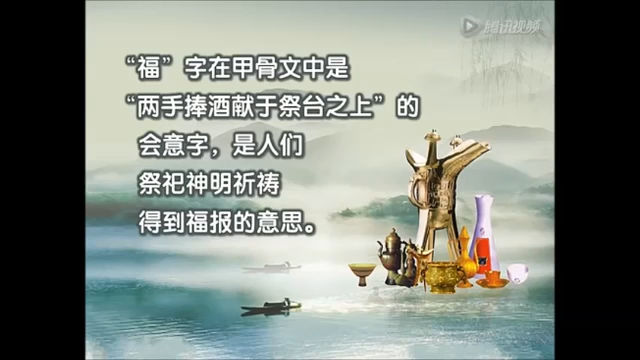 腾讯视频
“福”字在甲骨文中是
“两手捧酒献于祭台之上”的
会意字，是人们
祭祀神明祈祷
得到福报的意思。